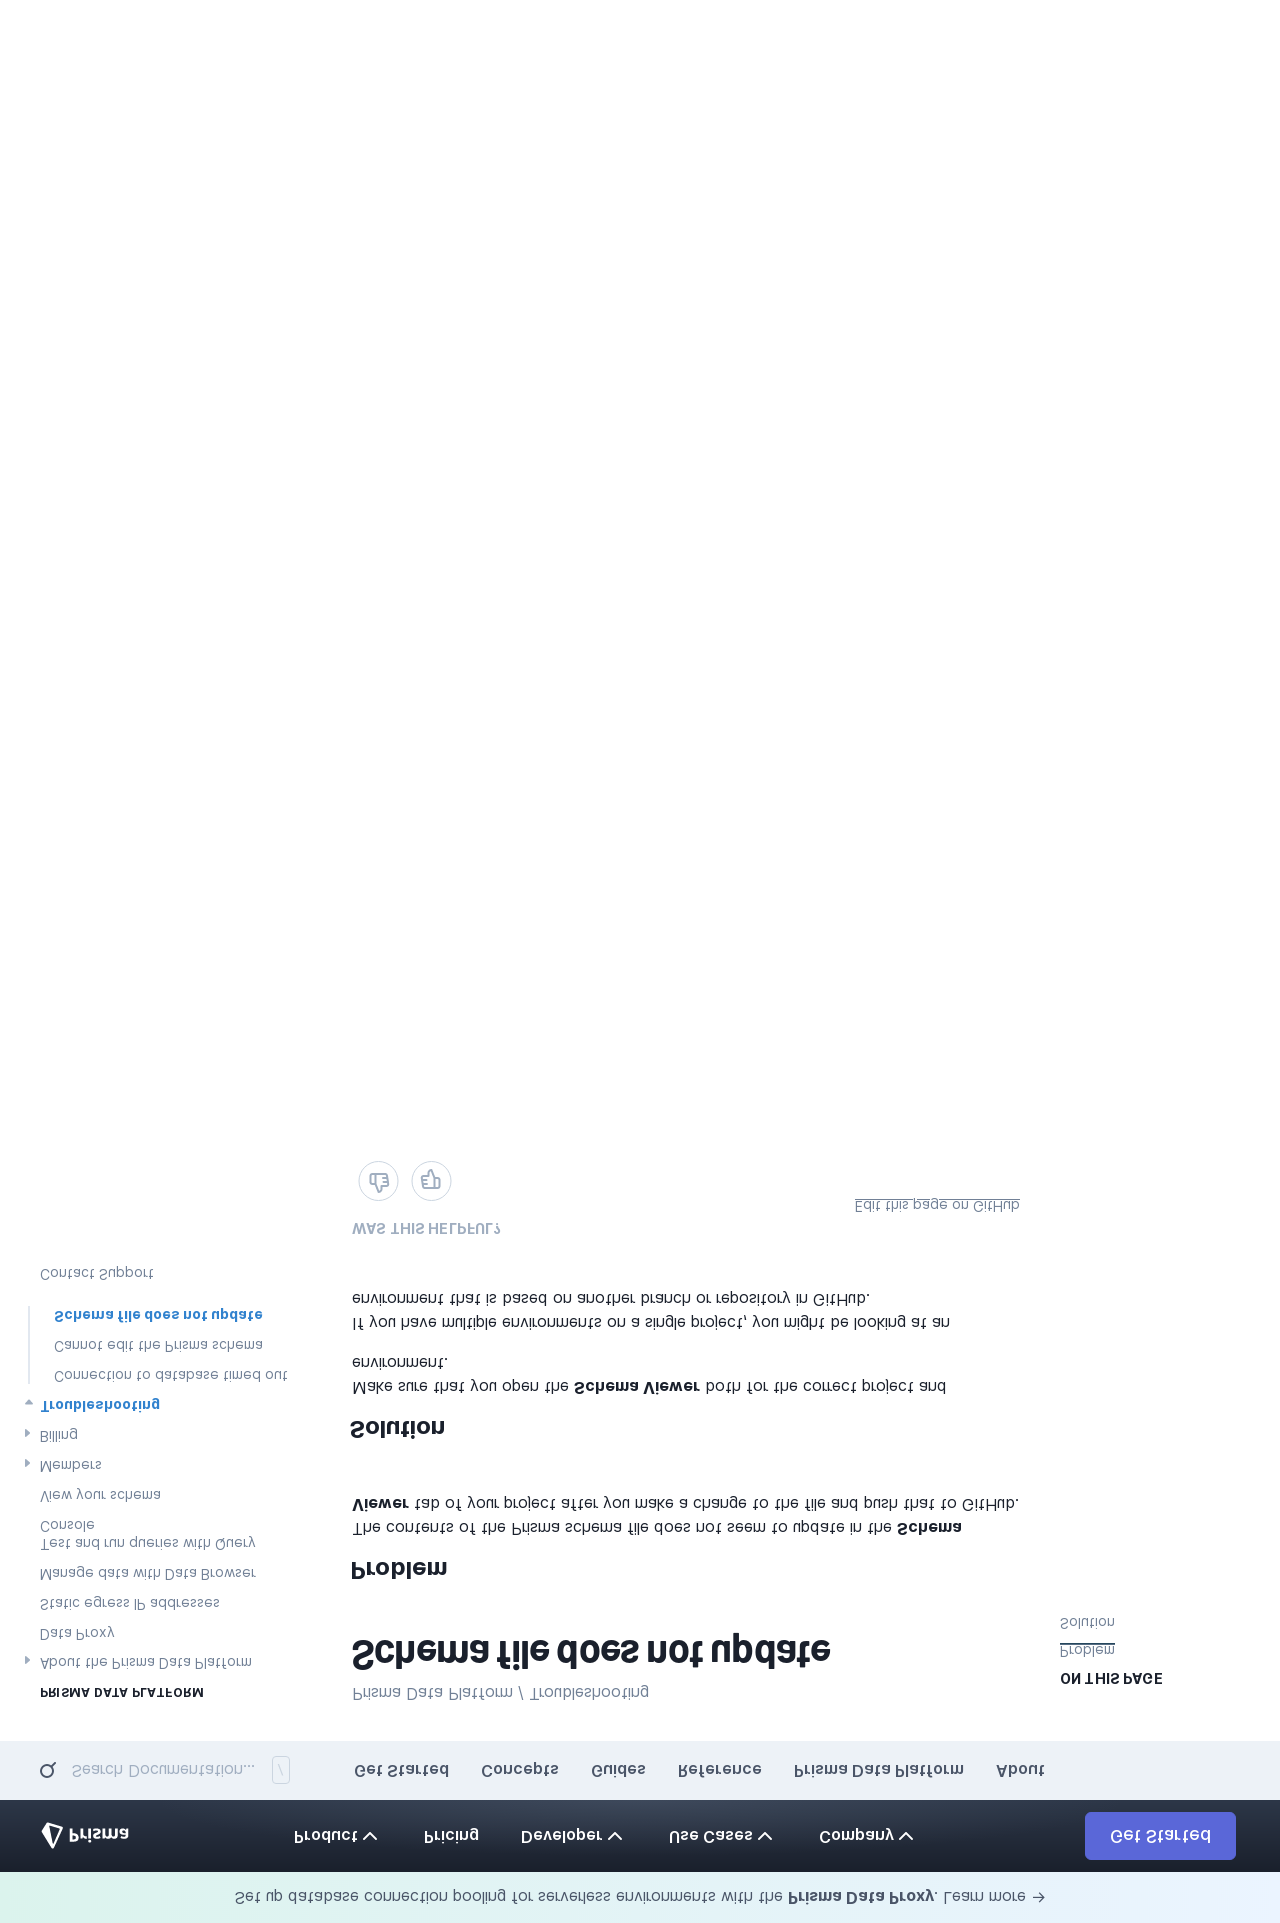 Set up database connection pooling for serverless environments with the Prisma Data Proxy. Learn more →
Prisma
Product
Pricing
Developer
Use Cases
Company
Get Started
Search Documentation... /
Get Started
Concepts
Guides
Reference
Prisma Data Platform
About
PRISMA DATA PLATFORM
About the Prisma Data Platform
Data Proxy
Static egress IP addresses
Manage data with Data Browser
Test and run queries with Query
Console
View your schema
Members
Billing
Troubleshooting
Connection to database timed out
Cannot edit the Prisma schema
Schema file does not update
Contact Support
Prisma Data Platform / Troubleshooting
Schema file does not update
Problem
The contents of the Prisma schema file does not seem to update in the Schema
Viewer tab of your project after you make a change to the file and push that to GitHub.
Solution
Make sure that you open the Schema Viewer both for the correct project and
environment.
If you have multiple environments on a single project, you might be looking at an
environment that is based on another branch or repository in GitHub.
WAS THIS HELPFUL?
Edit this page on GitHub
ON THIS PAGE
Problem
Solution